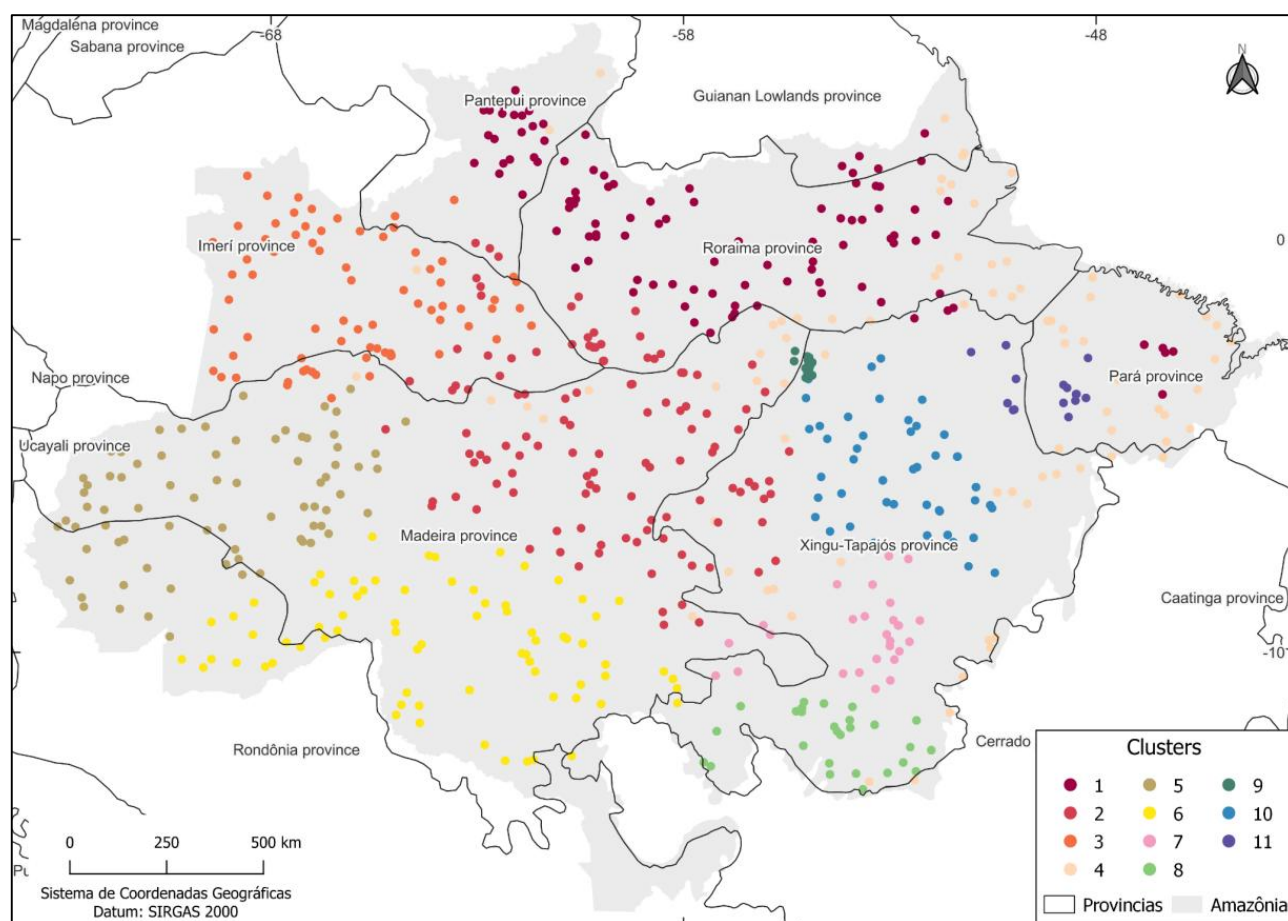 Magdalena province
Sabana province
-68
-58
-48
N
Pantepui province
Guianan Lowlands province
Imerí province
Roraima province
0
Napo province
Pará province
Ucayali province
Madeira province
Xingu-Tapajós province
Caatinga province
-10
Rondônia province
Cerrado
Clusters
1 5 9
2 6 10
3 7 11
4 8
Provincias Amazônia
0 250 500 km
Sistema de Coordenadas Geográficas
Datum: SIRGAS 2000